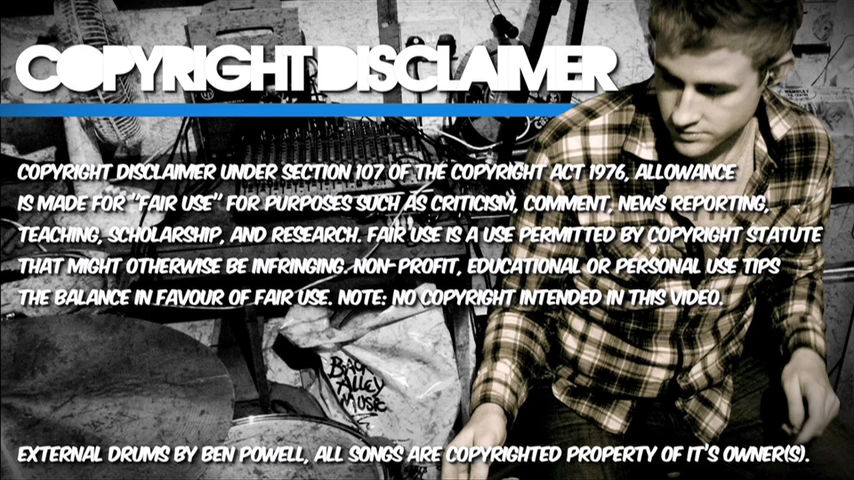 COPYRIGHT DISCLAIMER
COPYRIGHT DISCLAIMER UNDER SECTION 107 OF THE COPYRIGHT ACT 1976, ALLOWANCE
IS MADE FOR "FAIR USE" FOR PURPOSES SUCH AS CRITICISM, COMMENT, NEWS REPORTING,
TEACHING, SCHOLARSHIP, AND RESEARCH. FAIR USE IS A USE PERMITTED BY COPYRIGHT STATUTE
THAT MIGHT OTHERWISE BE INFRINGING. NON-PROFIT, EDUCATIONAL OR PERSONAL USE TIPS
THE BALANCE IN FAVOUR OF FAIR USE. NOTE: NO COPYRIGHT INTENDED IN THIS VIDEO.
BACK
ALLEY
MUSIC
EXTERNAL DRUMS BY BEN POWELL, ALL SONGS ARE COPYRIGHTED PROPERTY OF IT'S OWNER(S).